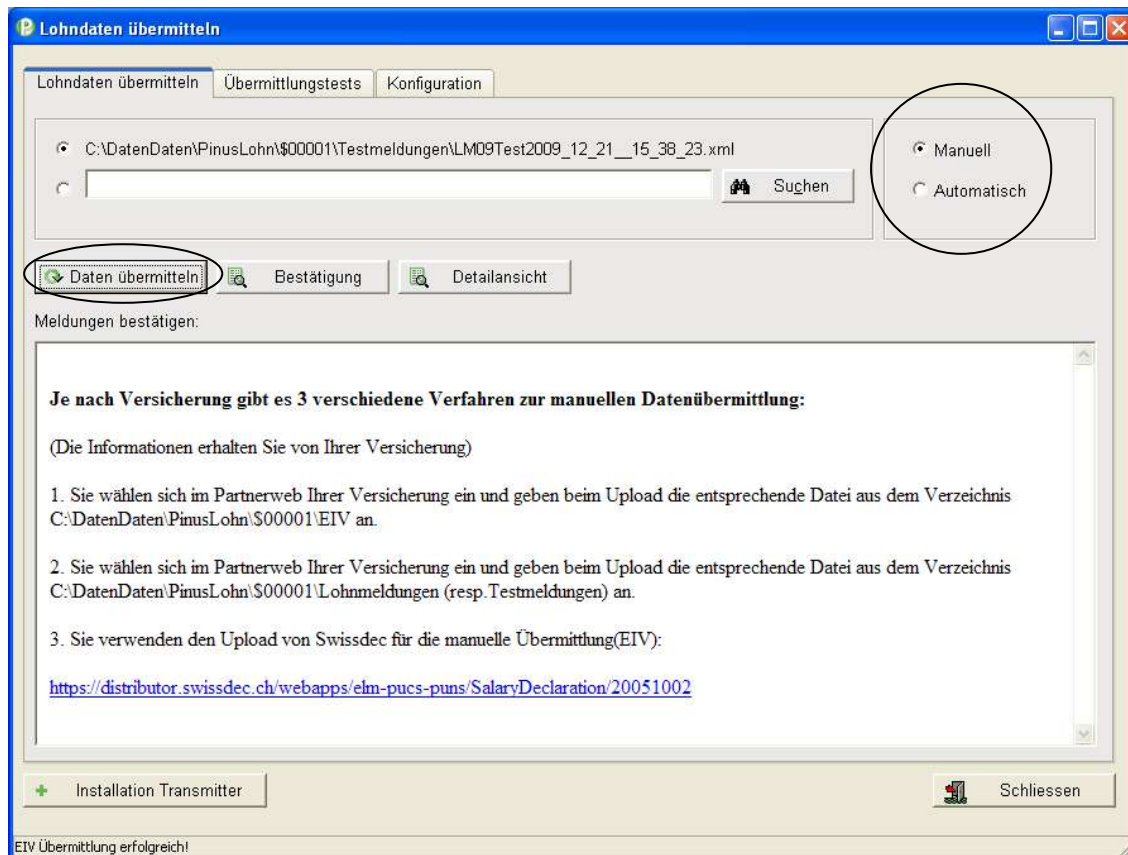 Lohndaten übermitteln
Lohndaten übermitteln Übermittlungstests Konfiguration
C:\DatenDaten\PinusLohn\$00001\Testmeldungen\LM09Test2009_12_21__15_38_23.xml
Manuell
Suchen
Automatisch
Daten übermitteln Bestätigung Detailansicht
Meldungen bestätigen:
Je nach Versicherung gibt es 3 verschiedene Verfahren zur manuellen Datenübermittlung:
(Die Informationen erhalten Sie von Ihrer Versicherung)
1. Sie wählen sich im Partnerweb Ihrer Versicherung ein und geben beim Upload die entsprechende Datei aus dem Verzeichnis
C:\DatenDaten\PinusLohn\$00001\EIV an.
2. Sie wählen sich im Partnerweb Ihrer Versicherung ein und geben beim Upload die entsprechende Datei aus dem Verzeichnis
C:\DatenDaten\PinusLohn\$00001\Lohnmeldungen (resp.Testmeldungen) an.
3. Sie verwenden den Upload von Swissdec für die manuelle Übermittlung(EIV):
https://distributor.swissdec.ch/webapps/elm-pucs-puns/SalaryDeclaration/20051002
Installation Transmitter
Schliessen
EIV Übermittlung erfolgreich!